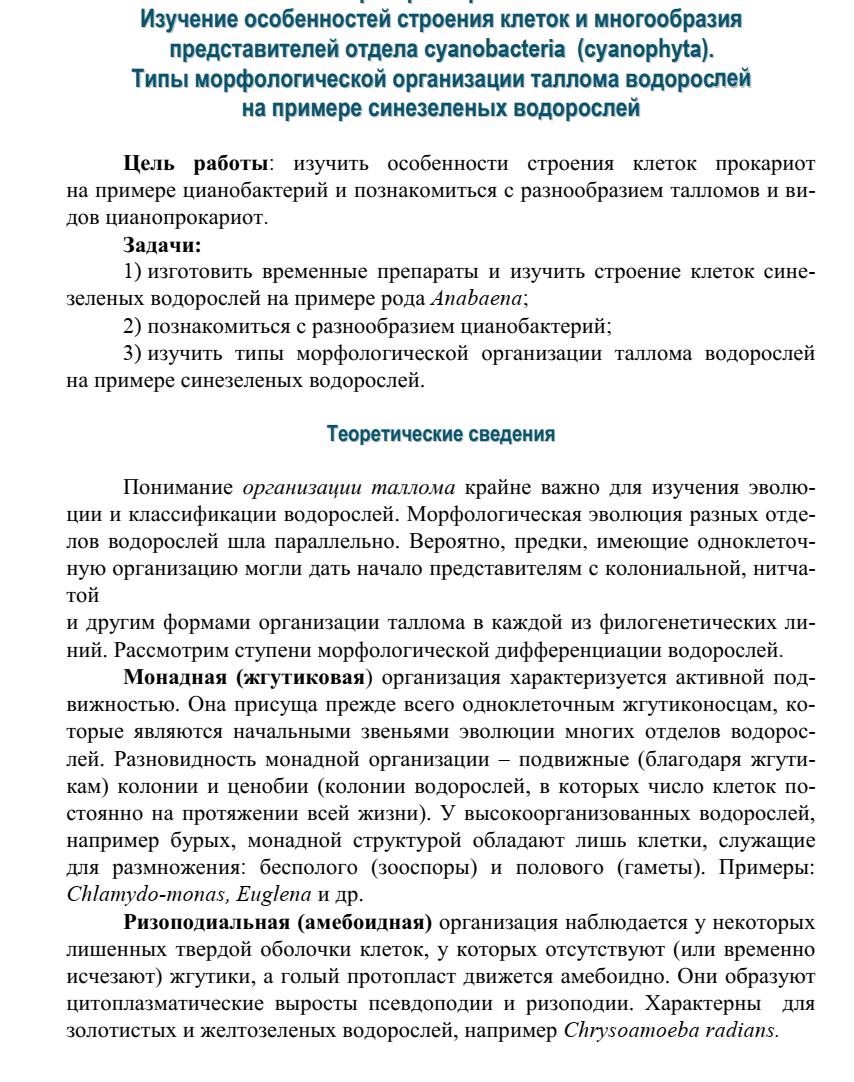 Изучение особенностей строения клеток и многообразия
представителей отдела cyanobacteria (cyanophyta).
Типы морфологической организации таллома водорослей
на примере синезеленых водорослей
Цель работы: изучить особенности строения клеток прокариот
на примере цианобактерий и познакомиться с разнообразием талломов и ви-
дов цианопрокариот.
Задачи:
1) изготовить временные препараты и изучить строение клеток сине-
зеленых водорослей на примере рода Anabaena;
2) познакомиться с разнообразием цианобактерий;
3) изучить типы морфологической организации таллома водорослей
на примере синезеленых водорослей.
Теоретические сведения
Понимание организации таллома крайне важно для изучения эволю-
ции и классификации водорослей. Морфологическая эволюция разных отде-
лов водорослей шла параллельно. Вероятно, предки, имеющие одноклеточ-
ную организацию могли дать начало представителям с колониальной, нитча-
той
и другим формами организации таллома в каждой из филогенетических ли-
ний. Рассмотрим ступени морфологической дифференциации водорослей.
Монадная (жгутиковая) организация характеризуется активной под-
вижностью. Она присуща прежде всего одноклеточным жгутиконосцам, ко-
торые являются начальными звеньями эволюции многих отделов водорос-
лей. Разновидность монадной организации – подвижные (благодаря жгути-
кам) колонии и ценобии (колонии водорослей, в которых число клеток по-
стоянно на протяжении всей жизни). У высокоорганизованных водорослей,
например бурых, монадной структурой обладают лишь клетки, служащие
для размножения: бесполого (зооспоры) и полового (гаметы). Примеры:
Chlamydo-monas, Euglena и др.
Ризоподиальная (амебоидная) организация наблюдается у некоторых
лишенных твердой оболочки клеток, у которых отсутствуют (или временно
исчезают) жгутики, а голый протопласт движется амебоидно. Они образуют
цитоплазматические выросты псевдоподии и ризоподии. Характерны для
золотистых и желтозеленых водорослей, например Chrysoamoeba radians.